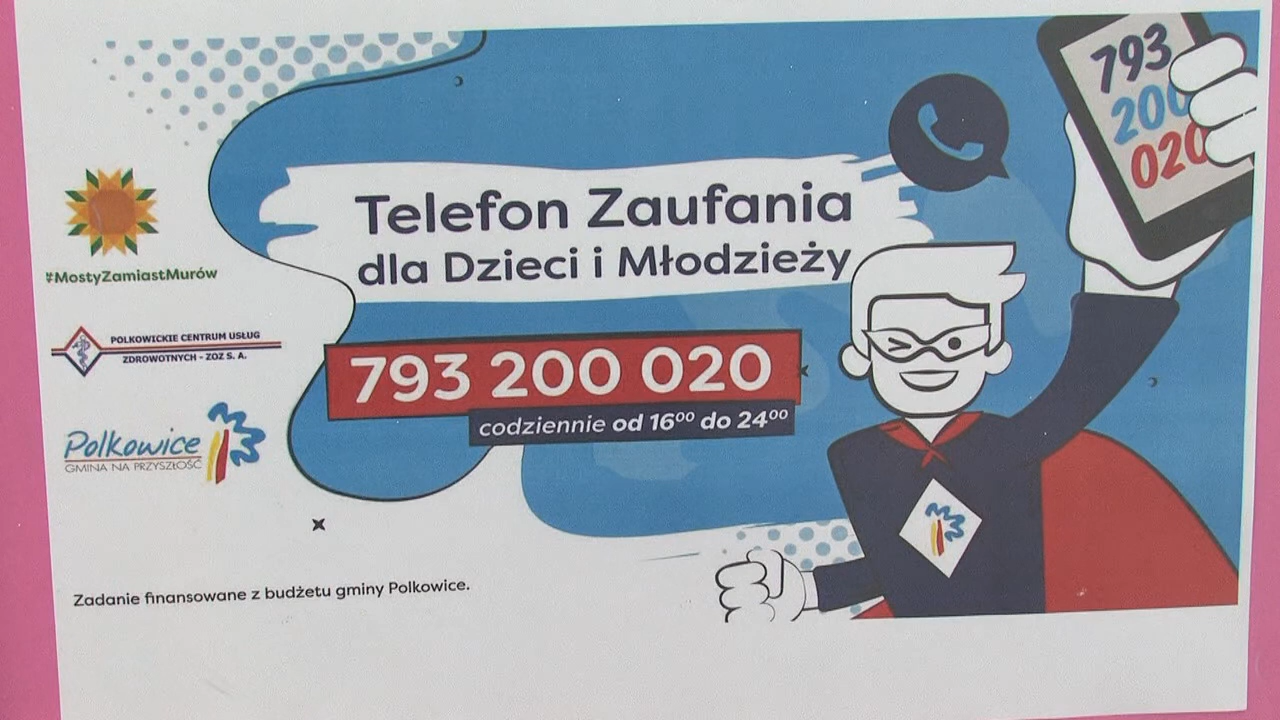 793
200
020
Telefon Zaufania
dla Dzieci i Młodzieży
#MostyZamiastMurów
POLKOWICKIE CENTRUM USŁUG
ZDROWOTNYCH - ZOZ S. A.
793 200 020
codziennie od 16⁰⁰ do 24⁰⁰
Polkowice
GMINA NA PRZYSZŁOŚĆ
Zadanie finansowane z budżetu gminy Polkowice.